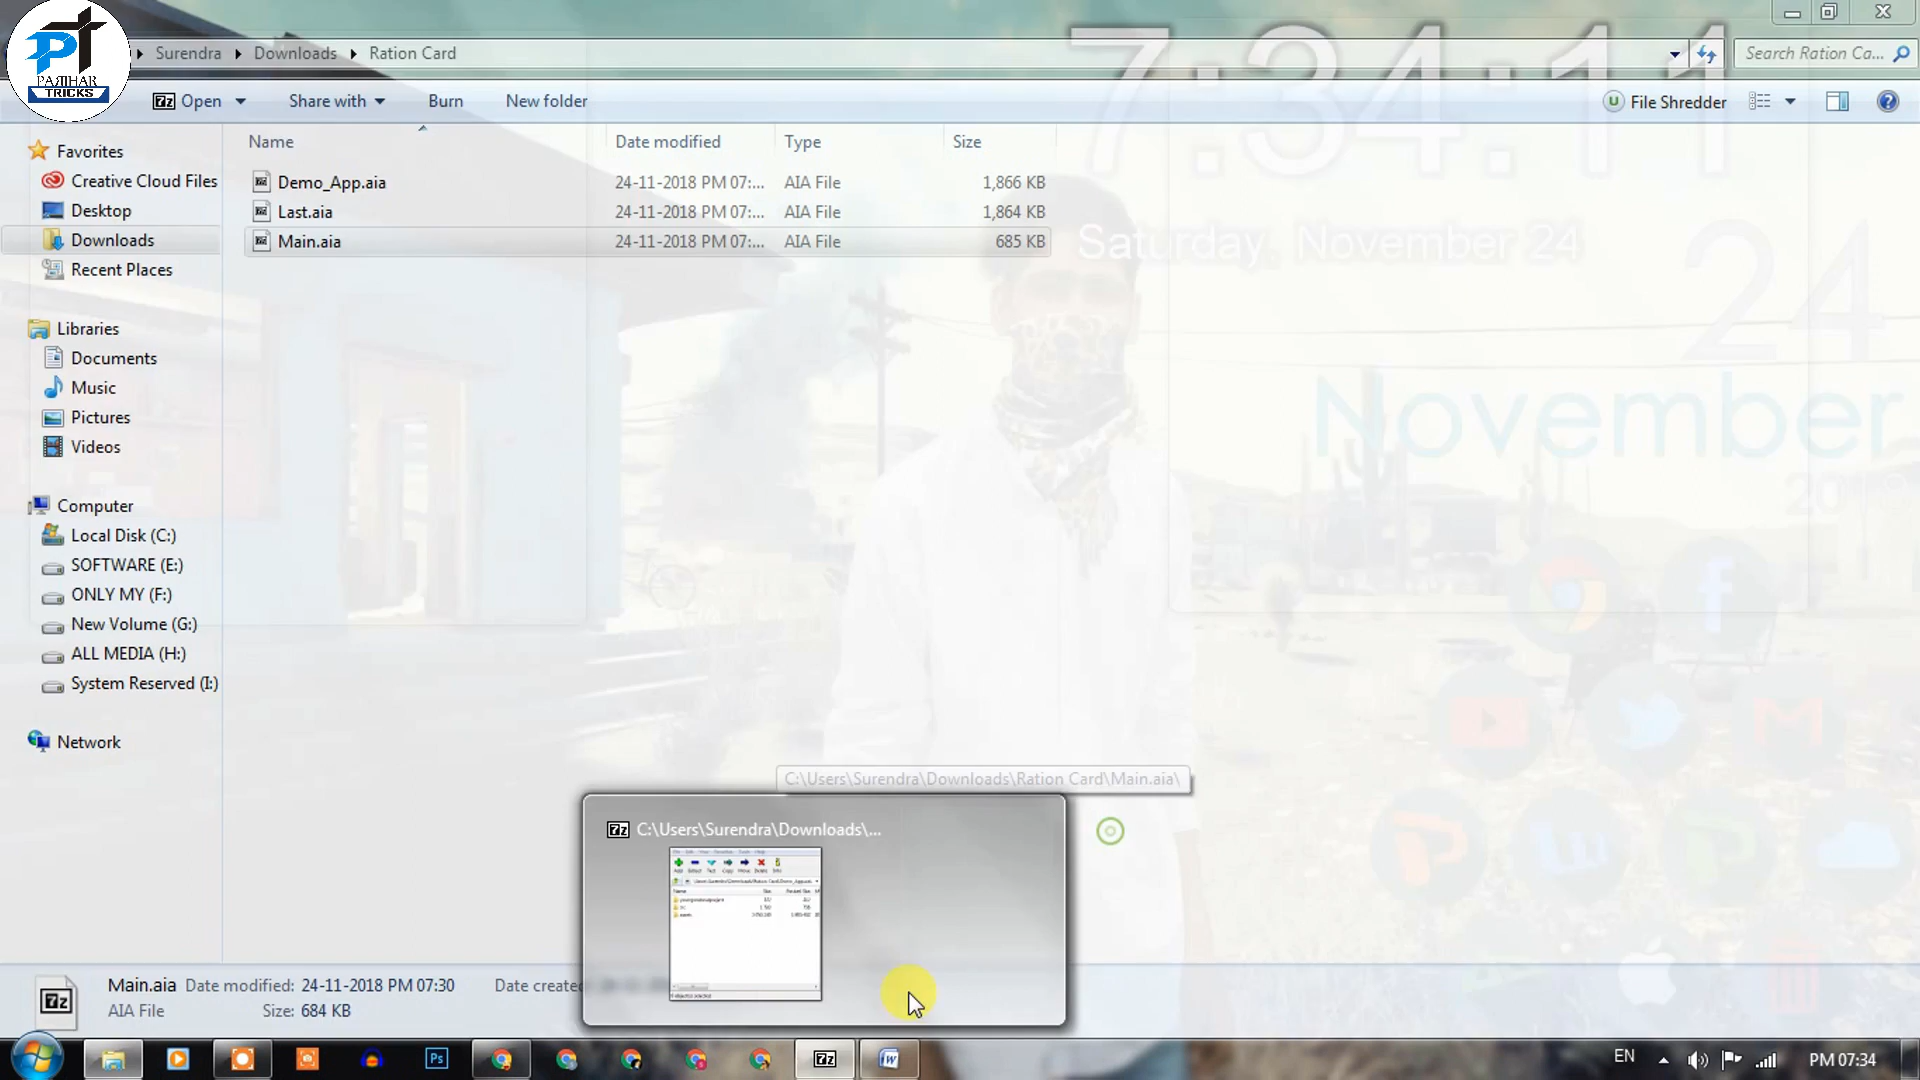 PARIHAR
TRICKS
Surendra Downloads Ration Card
Search Ration Ca...
7:34:11
7z Open Share with Burn New folder
File Shredder
Name Date modified Type Size
Favorites
Creative Cloud Files
Desktop
Downloads
Recent Places
Demo_App.aia 24-11-2018 PM 07:... AIA File 1,866 KB
Last.aia 24-11-2018 PM 07:... AIA File 1,864 KB
Main.aia 24-11-2018 PM 07:... AIA File 685 KB
Saturday, November 24
24
November
Libraries
Documents
Music
Pictures
Videos
Computer
Local Disk (C:)
SOFTWARE (E:)
ONLY MY (F:)
New Volume (G:)
ALL MEDIA (H:)
System Reserved (I:)
Network
C:\Users\Surendra\Downloads\Ration Card\Main.aia\
7z C:\Users\Surendra\Downloads\...
Main.aia Date modified: 24-11-2018 PM 07:30 Date created
7z AIA File Size: 684 KB
Ps 7z W EN PM 07:34